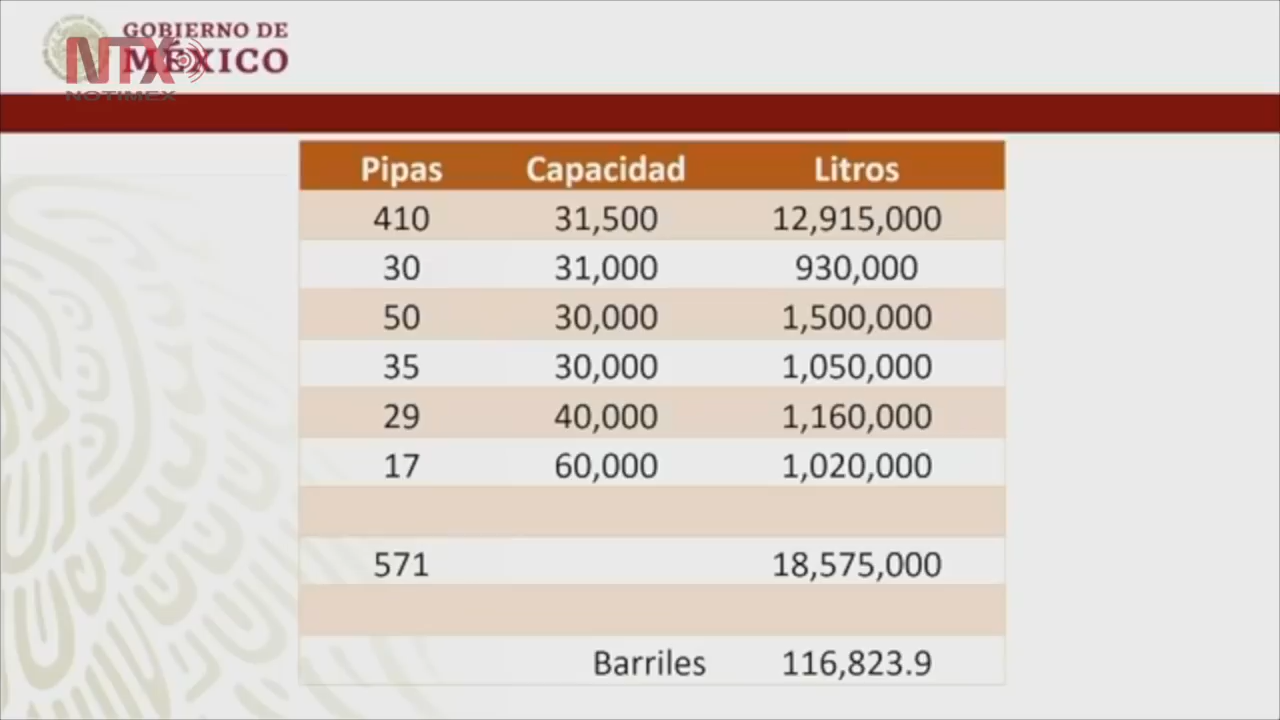 GOBIERNO DE
MÉXICO
NTX
NOTIMEX
Pipas Capacidad Litros
410 31,500 12,915,000
30 31,000 930,000
50 30,000 1,500,000
35 30,000 1,050,000
29 40,000 1,160,000
17 60,000 1,020,000
571 18,575,000
Barriles 116,823.9